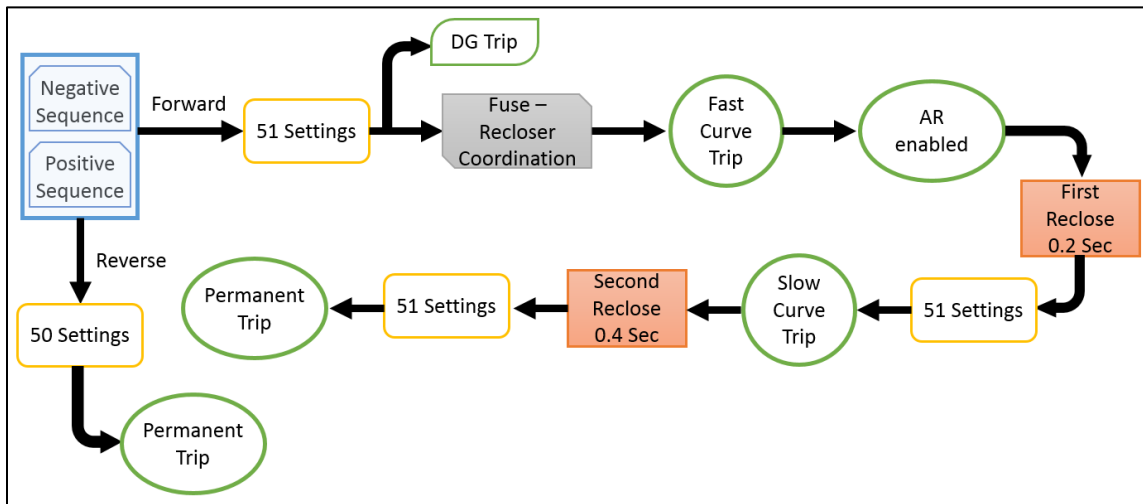 Negative
Sequence
Positive
Sequence
Forward
51 Settings
DG Trip
Fuse –
Recloser
Coordination
Fast
Curve
Trip
AR
enabled
First
Reclose
0.2 Sec
51 Settings
Slow
Curve
Trip
Second
Reclose
0.4 Sec
51 Settings
Permanent
Trip
Reverse
50 Settings
Permanent
Trip